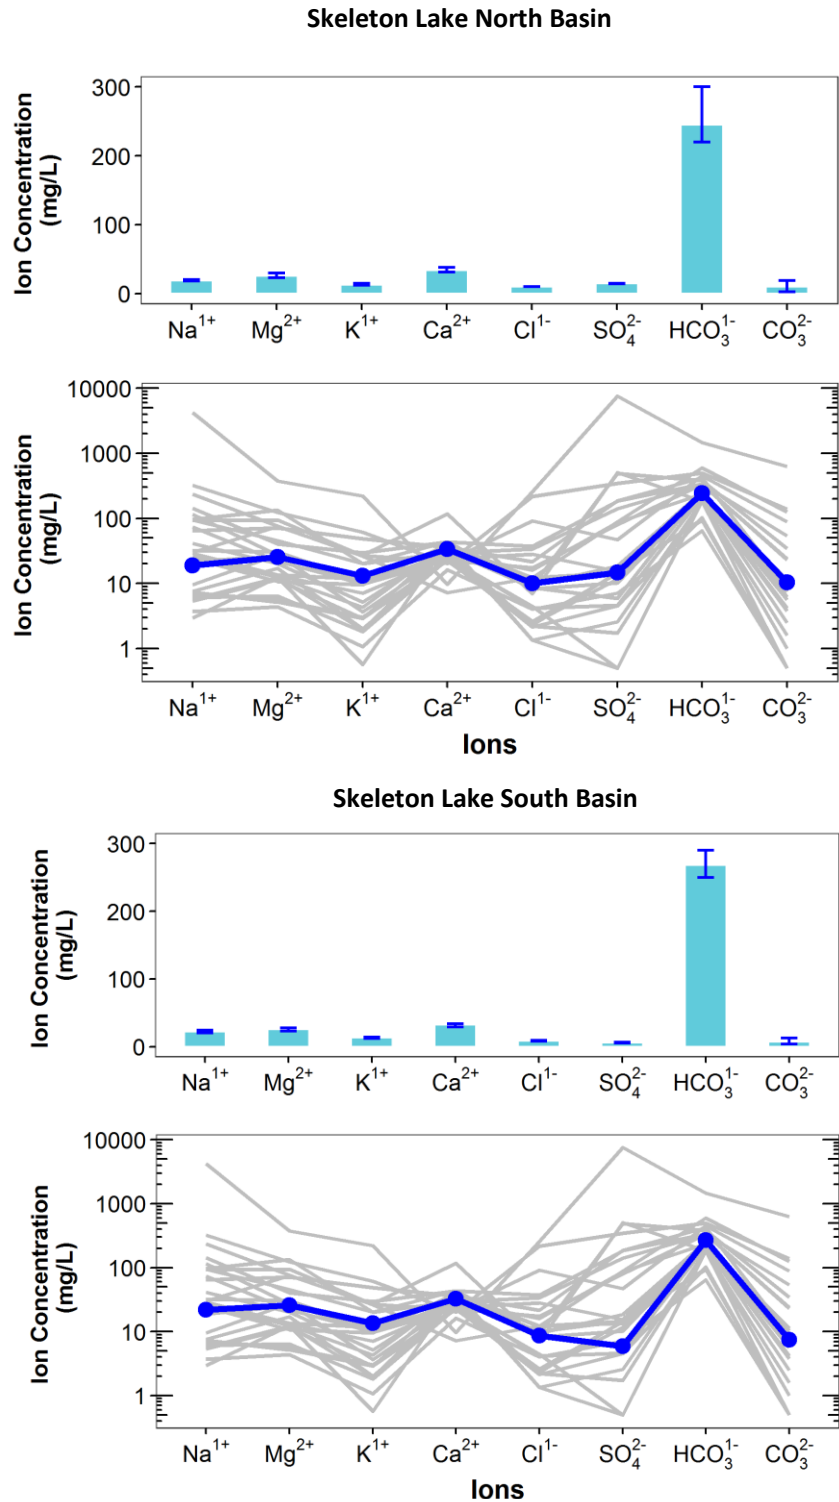 Skeleton Lake North Basin
Ion Concentration
(mg/L)
300
200
100
0
Na¹⁺ Mg²⁺ K¹⁺ Ca²⁺ Cl¹⁻ SO₄²⁻ HCO₃¹⁻ CO₃²⁻
Ion Concentration
(mg/L)
10000
1000
100
10
1
Na¹⁺ Mg²⁺ K¹⁺ Ca²⁺ Cl¹⁻ SO₄²⁻ HCO₃¹⁻ CO₃²⁻
Ions
Skeleton Lake South Basin
Ion Concentration
(mg/L)
300
200
100
0
Na¹⁺ Mg²⁺ K¹⁺ Ca²⁺ Cl¹⁻ SO₄²⁻ HCO₃¹⁻ CO₃²⁻
Ion Concentration
(mg/L)
10000
1000
100
10
1
Na¹⁺ Mg²⁺ K¹⁺ Ca²⁺ Cl¹⁻ SO₄²⁻ HCO₃¹⁻ CO₃²⁻
Ions